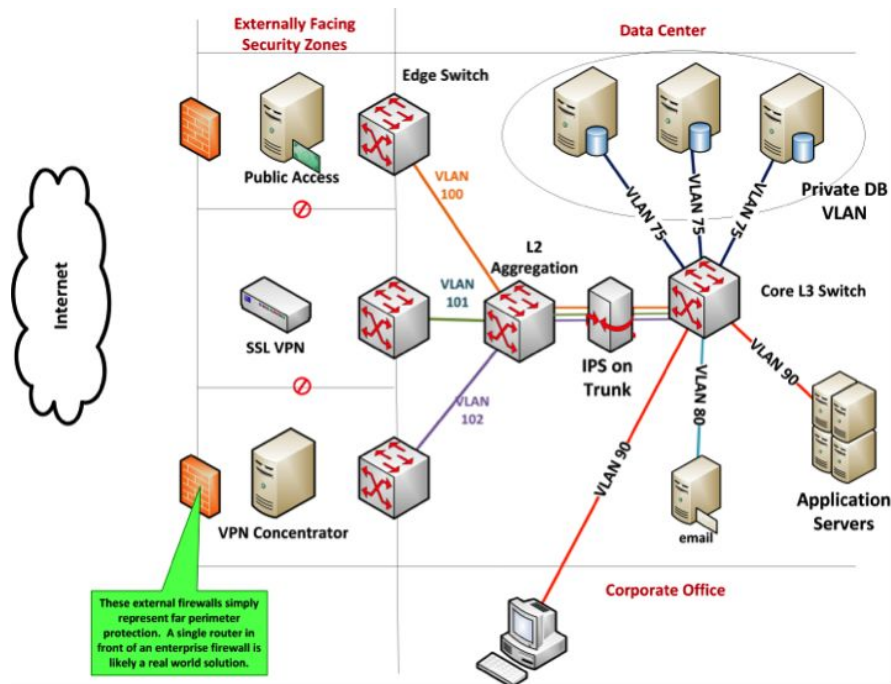 Externally Facing
Security Zones
Data Center
Edge Switch
Public Access
VLAN
100
VLAN 75
VLAN 75
VLAN 75
Private DB
VLAN
L2
Aggregation
Internet
VLAN
101
SSL VPN
IPS on
Trunk
Core L3 Switch
VLAN
102
VLAN 90
VLAN 80
VLAN 90
VPN Concentrator
email
Application
Servers
Corporate Office
These external firewalls simply
represent far perimeter
protection. A single router in
front of an enterprise firewall is
likely a real world solution.